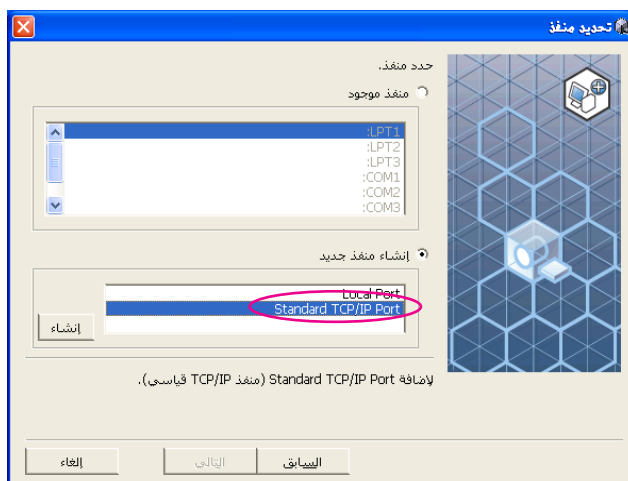 تحديد منفذ
حدد منفذ.
منفذ موجود
LPT1:
LPT2:
LPT3:
COM1:
COM2:
COM3:
إنشاء منفذ جديد
Local Port
Standard TCP/IP Port
إنشاء
لإضافة Standard TCP/IP Port (منفذ TCP/IP قياسي).
السابق
التالي
إلغاء